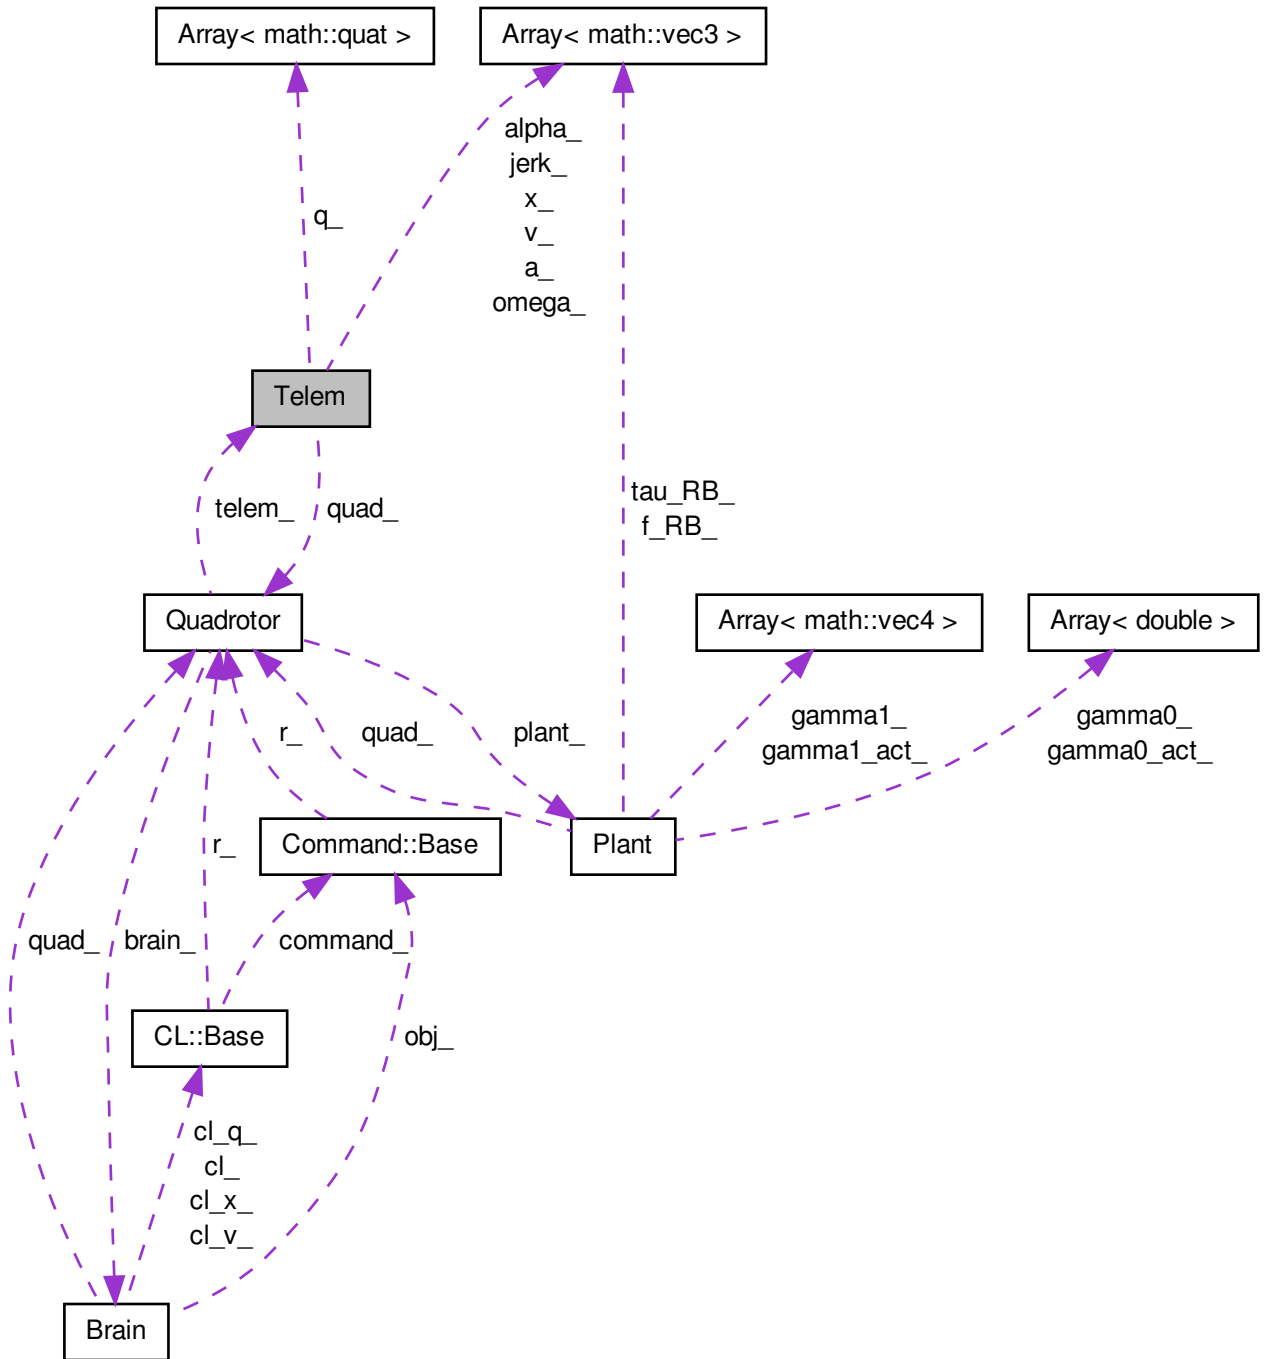 Array< math::quat >
Array< math::vec3 >
alpha_
jerk_
x_
v_
a_
omega_
q_
Telem
tau_RB_
f_RB_
telem_
quad_
Quadrotor
Array< math::vec4 >
Array< double >
r_
quad_
plant_
gamma1_
gamma1_act_
gamma0_
gamma0_act_
r_
Command::Base
Plant
quad_
brain_
command_
CL::Base
obj_
cl_q_
cl_
cl_x_
cl_v_
Brain